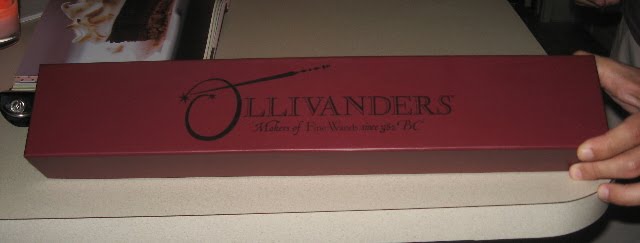 OLLIVANDERS
Makers of Fine Wands since 382 BC